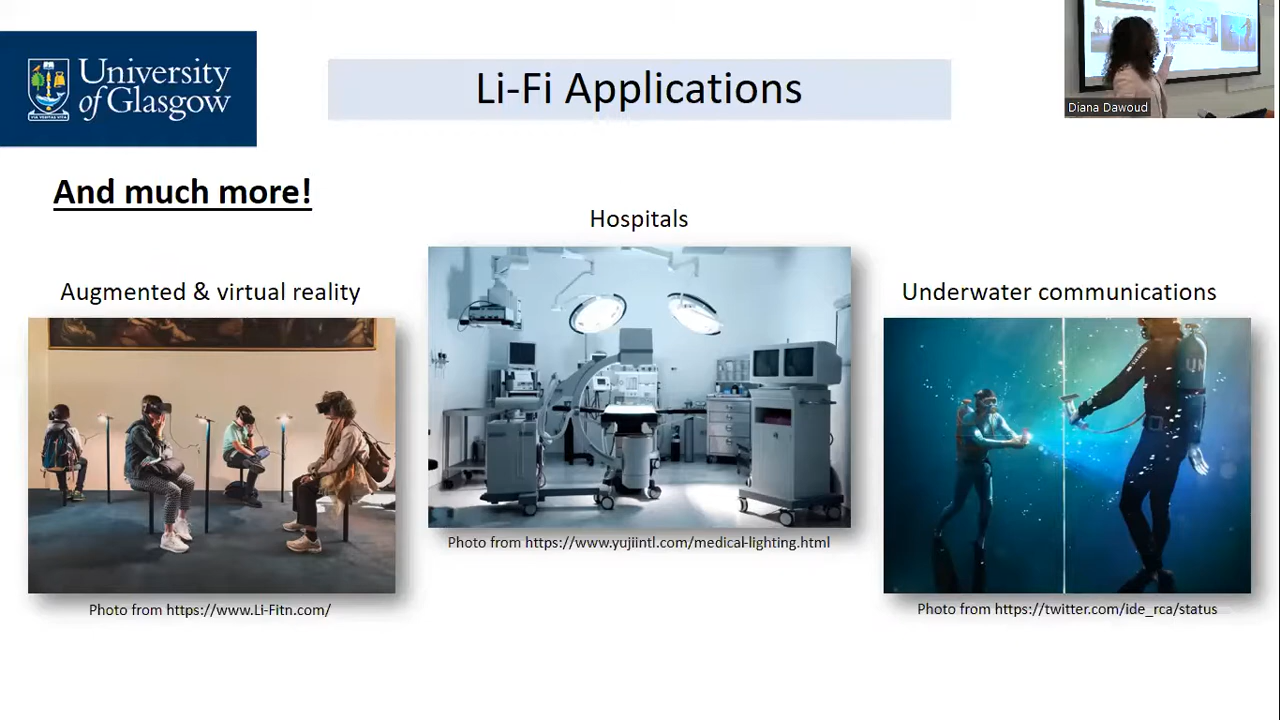 University
of Glasgow
Li-Fi Applications
Diana Dawoud
And much more!
Hospitals
Augmented & virtual reality
Underwater communications
Photo from https://www.yujiintl.com/medical-lighting.html
Photo from https://www.Li-Fitn.com/
Photo from https://twitter.com/ide_rca/status